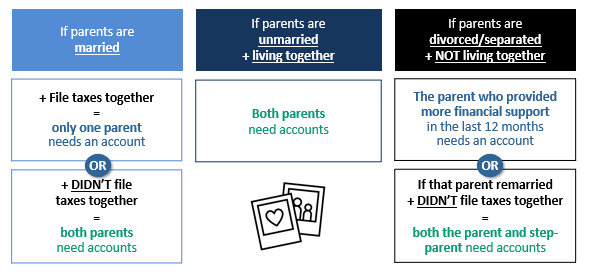 If parents are
married
+ File taxes together
=
only one parent
needs an account
OR
+ DIDN'T file
taxes together
=
both parents
need accounts
If parents are
unmarried
+ living together
Both parents
need accounts
If parents are
divorced/separated
+ NOT living together
The parent who provided
more financial support
in the last 12 months
needs an account
OR
If that parent remarried
+ DIDN'T file taxes together
=
both the parent and step-
parent need accounts